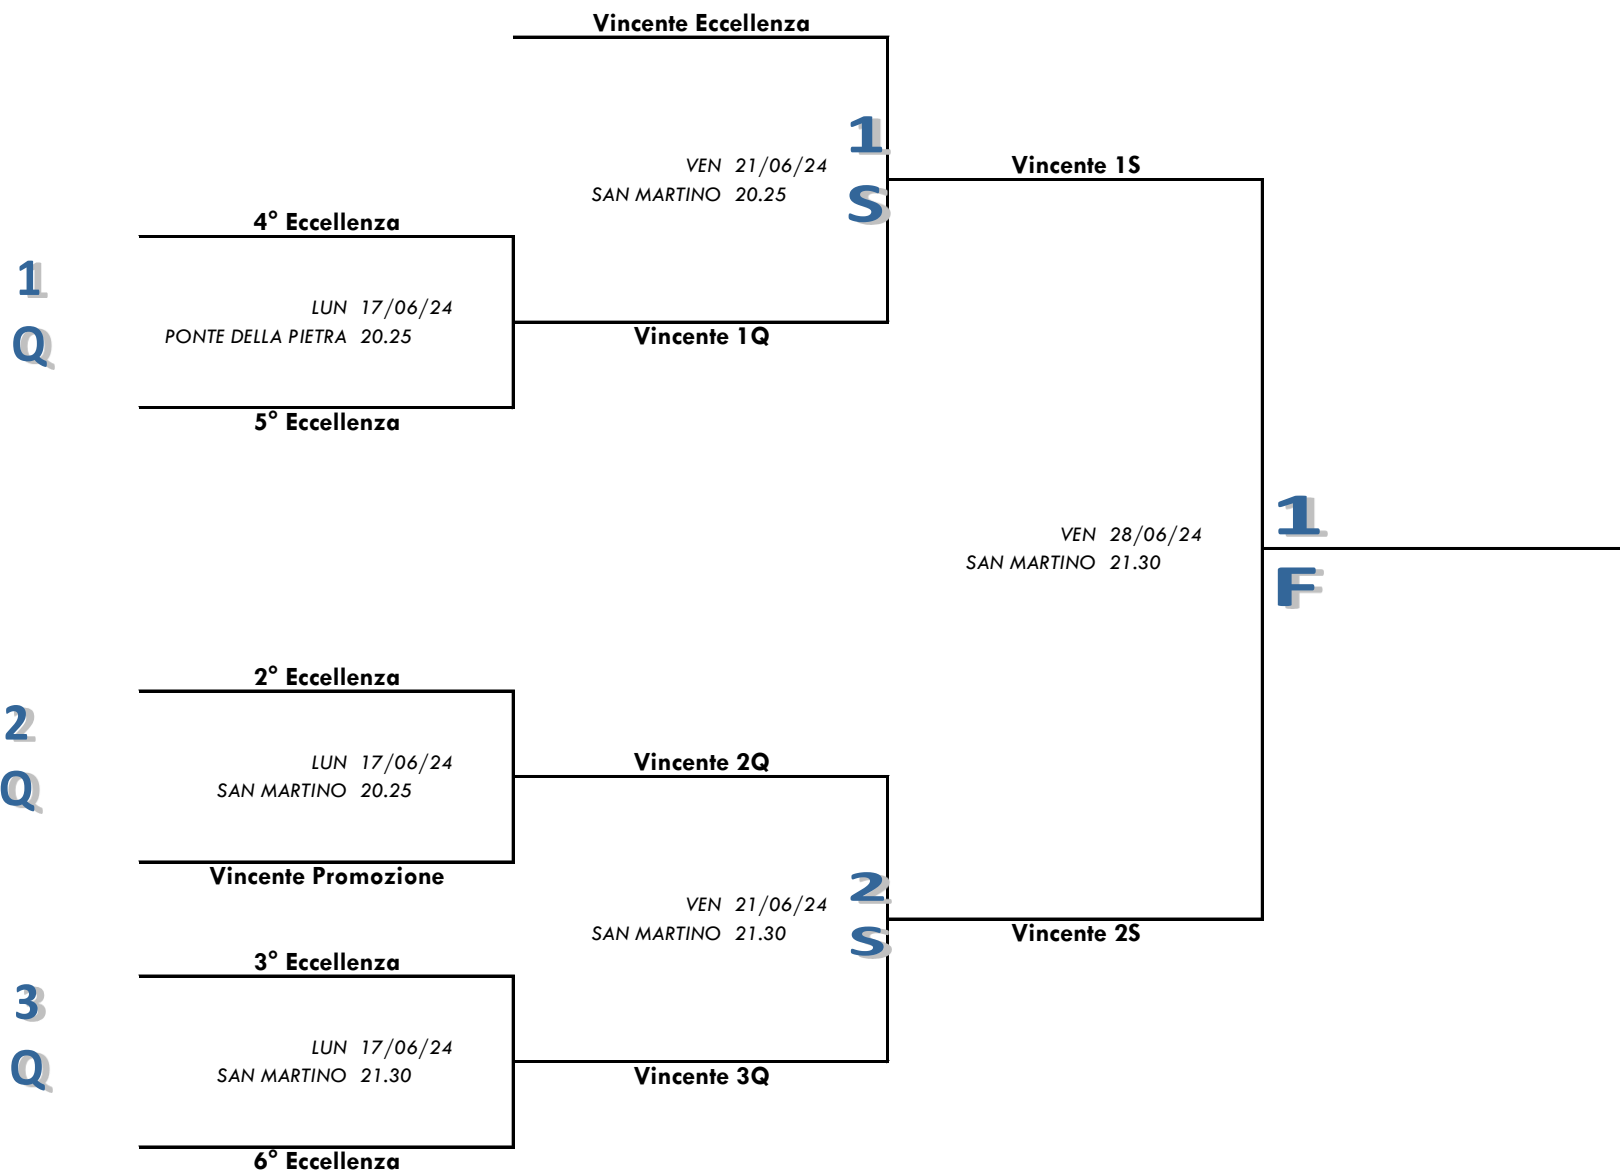 Vincente Eccellenza
1
S
VEN 21/06/24
SAN MARTINO 20.25
Vincente 1S
4° Eccellenza
1
Q
LUN 17/06/24
PONTE DELLA PIETRA 20.25
Vincente 1Q
5° Eccellenza
1
F
VEN 28/06/24
SAN MARTINO 21.30
2° Eccellenza
2
Q
LUN 17/06/24
SAN MARTINO 20.25
Vincente 2Q
Vincente Promozione
2
S
VEN 21/06/24
SAN MARTINO 21.30
Vincente 2S
3° Eccellenza
3
Q
LUN 17/06/24
SAN MARTINO 21.30
Vincente 3Q
6° Eccellenza